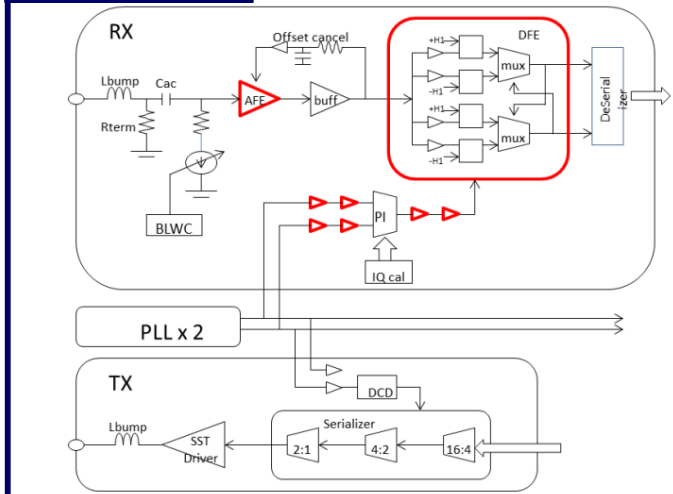 RX
Offset cancel
DFE
+H1
mux
-H1
+H1
mux
-H1
Lbump
Cac
AFE
buff
Rterm
DeSerial
izer
BLWC
PI
IQ cal
PLL x 2
TX
DCD
Lbump
Serializer
SST
Driver
2:1
4:2
16:4